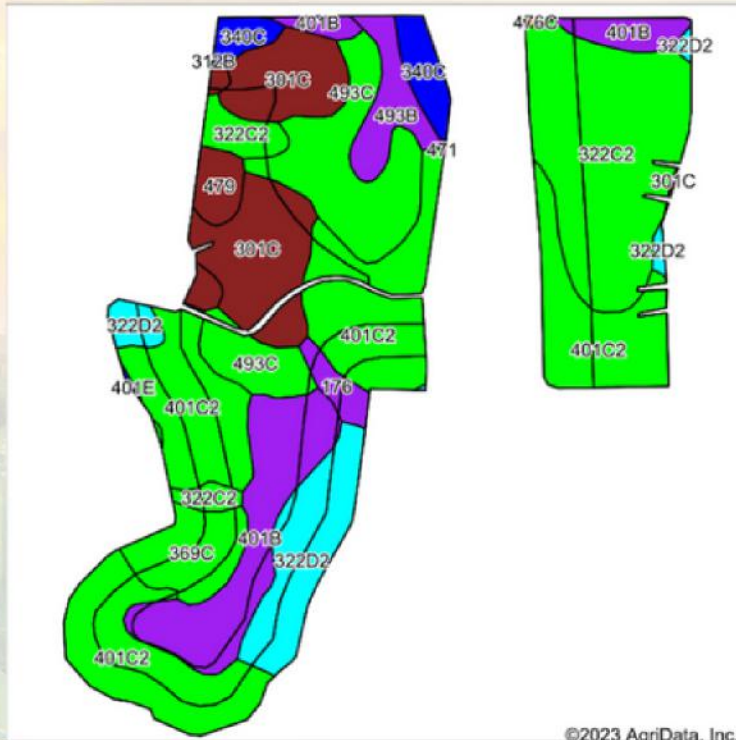 401B
340C
312B
301C
493C
340C
493B
322C2
471
479
301C
322D2
401C2
493C
401E
401C2
176
322C2
401B
369C
322D2
401C2
476C
401B
322D2
322C2
301C
322D2
401C2
©2023 AgriData, Inc